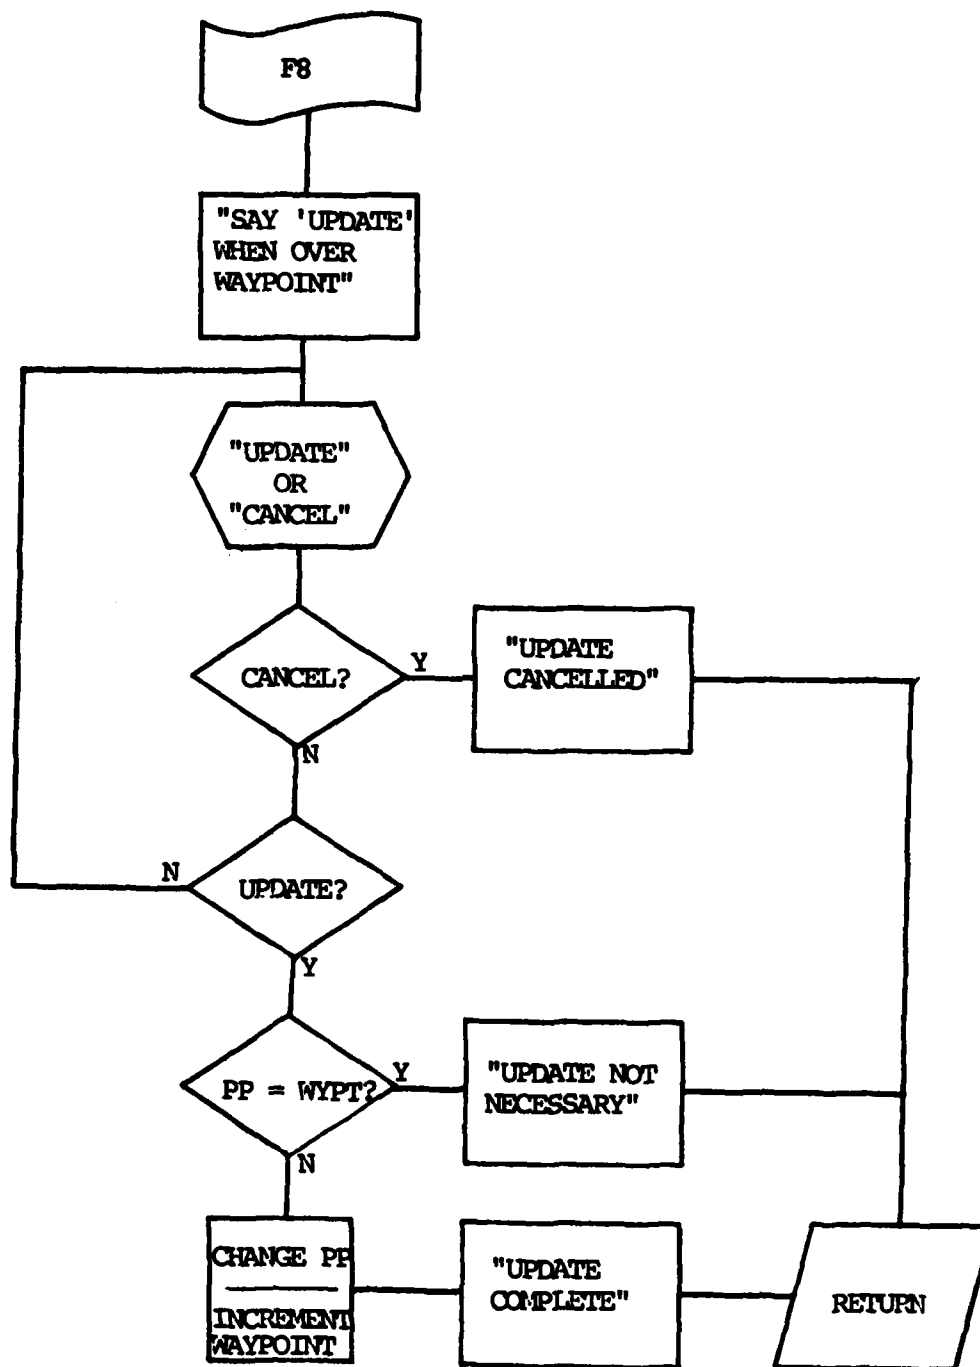 F8
"SAY 'UPDATE'
WHEN OVER
WAYPOINT"
"UPDATE"
OR
"CANCEL"
CANCEL?
Y
"UPDATE
CANCELLED"
N
UPDATE?
N
Y
PP = WYPT?
Y
"UPDATE NOT
NECESSARY"
N
CHANGE PP
INCREMENT
WAYPOINT
"UPDATE
COMPLETE"
RETURN